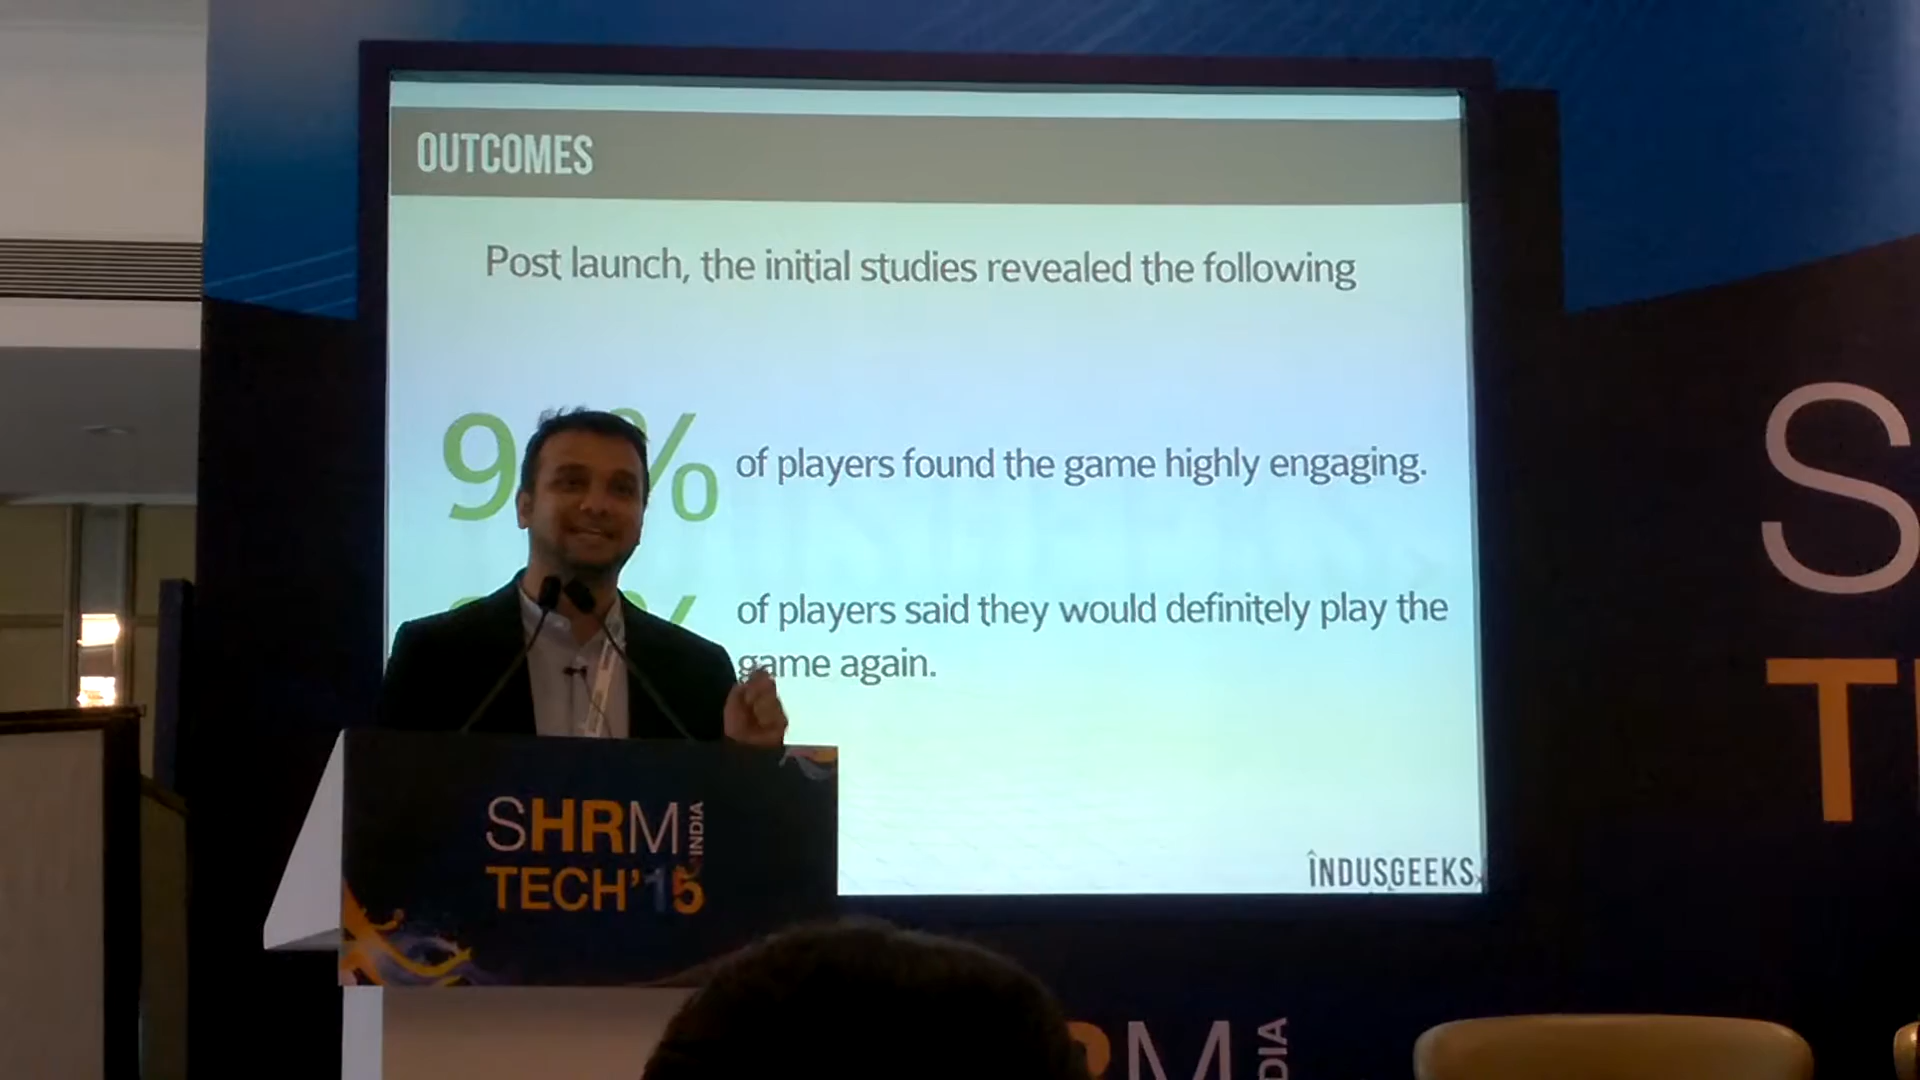 OUTCOMES
Post launch, the initial studies revealed the following
of players found the game highly engaging.
of players said they would definitely play the
game again.
INDUSGEEKS
SHRM INDIA
TECH'15
S
T
RM